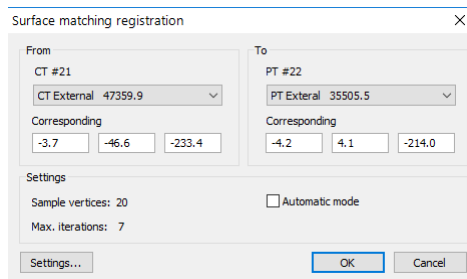 Surface matching registration
From
CT #21
CT External 47359.9
Corresponding
-3.7 -46.6 -233.4
To
PT #22
PT Exteral 35505.5
Corresponding
-4.2 4.1 -214.0
Settings
Sample vertices: 20
Automatic mode
Max. iterations: 7
Settings...
OK
Cancel